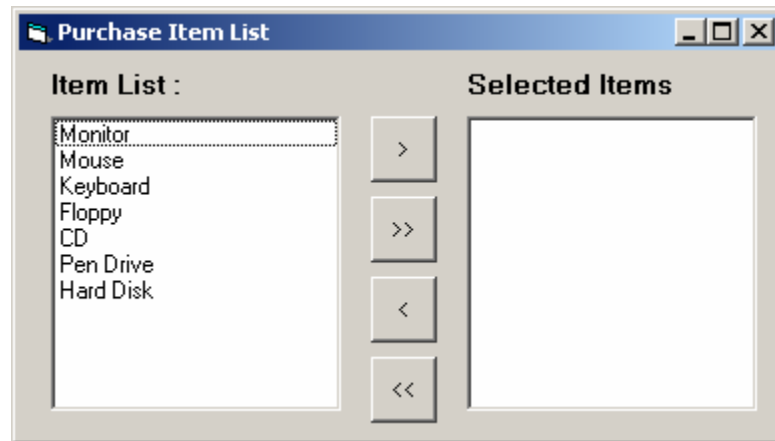 Purchase Item List
Item List :
Selected Items
Monitor
Mouse
Keyboard
Floppy
CD
Pen Drive
Hard Disk
>
>>
<
<<